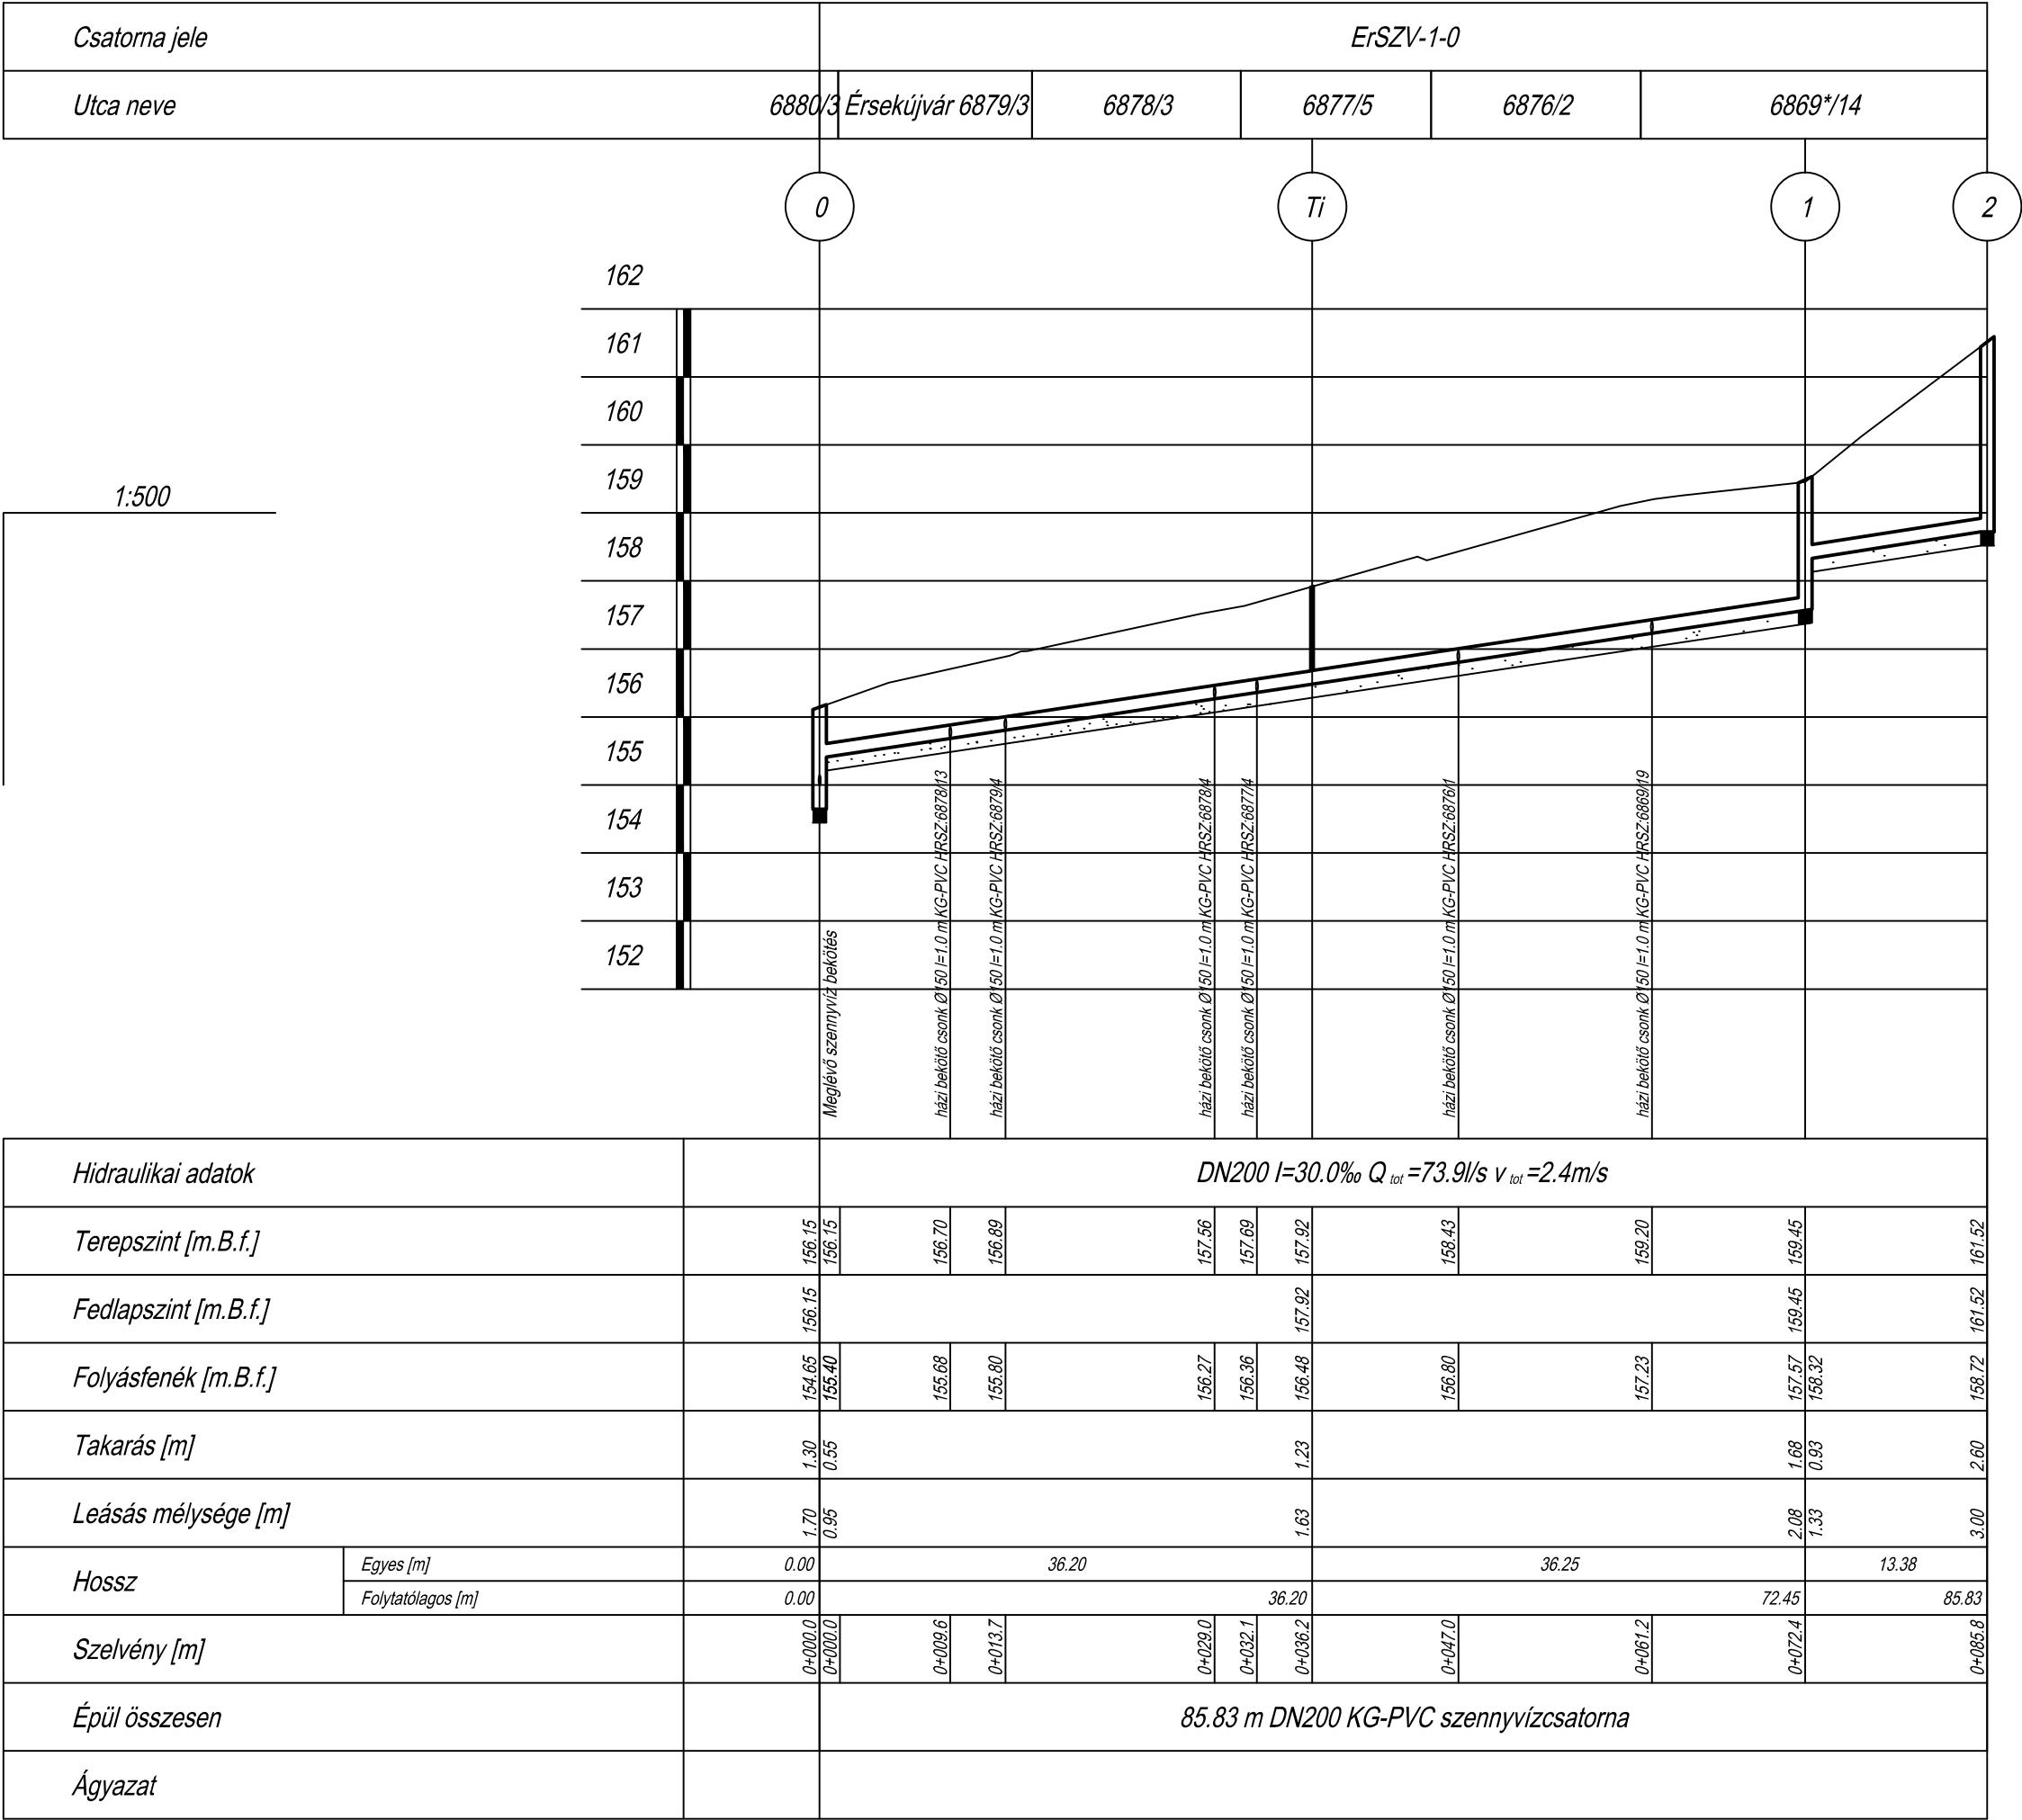 Csatorna jele ErSZV-1-0
Utca neve 6880/3 Érsekújvár 6879/3 6878/3 6877/5 6876/2 6869*/14
0 Ti 1 2
162
161
160
159
1:500
158
157
156
155
154
153
152
Meglévő szennyvíz bekötés
házi bekötő csonk Ø150 l=1.0 m KG-PVC HRSZ:6878/13
házi bekötő csonk Ø150 l=1.0 m KG-PVC HRSZ:6879/4
házi bekötő csonk Ø150 l=1.0 m KG-PVC HRSZ:6878/4
házi bekötő csonk Ø150 l=1.0 m KG-PVC HRSZ:6877/4
házi bekötő csonk Ø150 l=1.0 m KG-PVC HRSZ:6876/1
házi bekötő csonk Ø150 l=1.0 m KG-PVC HRSZ:6869/19
Hidraulikai adatok DN200 I=30.0‰ Q tot =73.9l/s v tot =2.4m/s
Terepszint [m.B.f.] 156.15 156.15 156.70 156.89 157.56 157.69 157.92 158.43 159.20 159.45 161.52
Fedlapszint [m.B.f.] 156.15 157.92 159.45 161.52
Folyásfenék [m.B.f.] 154.65 155.40 155.68 155.80 156.27 156.36 156.48 156.80 157.23 157.57 158.32 158.72
Takarás [m] 1.30 0.55 1.23 1.68 0.93 2.60
Leásás mélysége [m] 1.70 0.95 1.63 2.08 1.33 3.00
Hossz
Egyes [m] 0.00 36.20 36.25 13.38
Folytatólagos [m] 0.00 36.20 72.45 85.83
Szelvény [m] 0+000.0 0+000.0 0+009.6 0+013.7 0+029.0 0+032.1 0+036.2 0+047.0 0+061.2 0+072.4 0+085.8
Épül összesen 85.83 m DN200 KG-PVC szennyvízcsatorna
Ágyazat